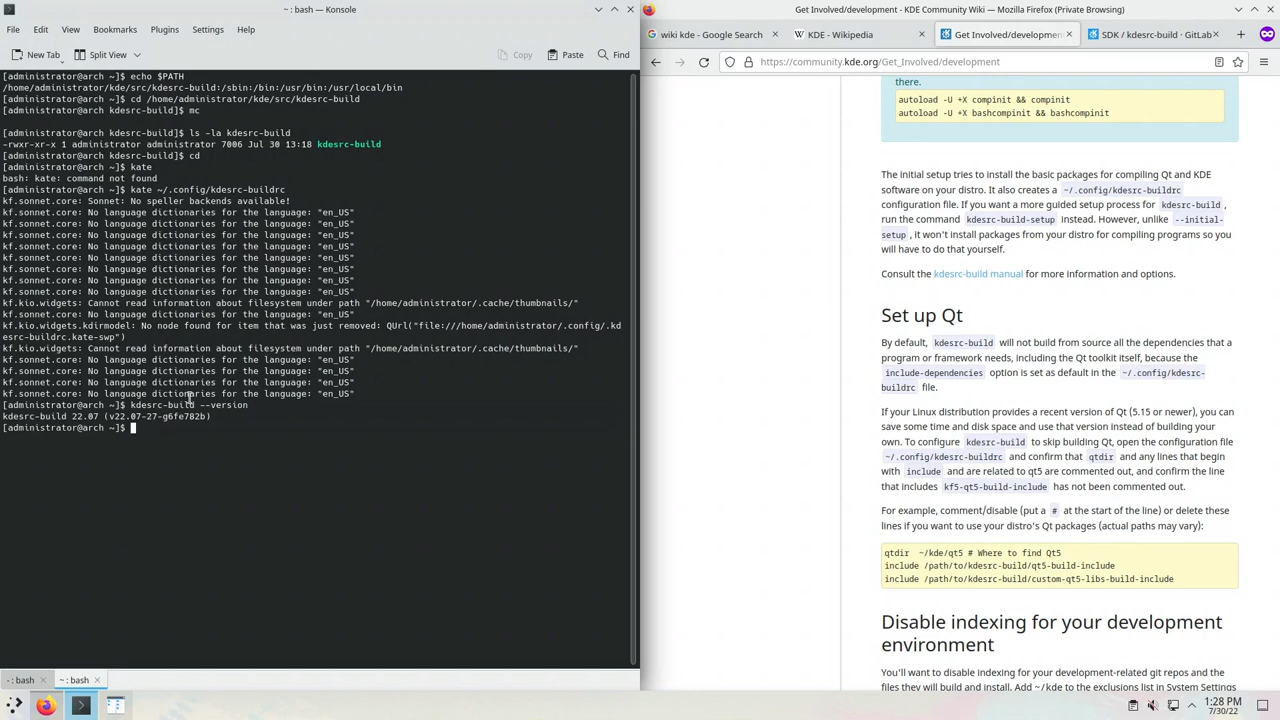 ~ : bash — Konsole
File Edit View Bookmarks Plugins Settings Help
New Tab Split View Copy Paste Find
[administrator@arch ~]$ echo $PATH
/home/administrator/kde/src/kdesrc-build:/sbin:/bin:/usr/bin:/usr/local/bin
[administrator@arch ~]$ cd /home/administrator/kde/src/kdesrc-build
[administrator@arch kdesrc-build]$ mc
[administrator@arch kdesrc-build]$ ls -la kdesrc-build
-rwxr-xr-x 1 administrator administrator 7006 Jul 30 13:18 kdesrc-build
[administrator@arch kdesrc-build]$ cd
[administrator@arch ~]$ kate
bash: kate: command not found
[administrator@arch ~]$ kate ~/.config/kdesrc-buildrc
kf.sonnet.core: Sonnet: No speller backends available!
kf.sonnet.core: No language dictionaries for the language: "en_US"
kf.sonnet.core: No language dictionaries for the language: "en_US"
kf.sonnet.core: No language dictionaries for the language: "en_US"
kf.sonnet.core: No language dictionaries for the language: "en_US"
kf.sonnet.core: No language dictionaries for the language: "en_US"
kf.sonnet.core: No language dictionaries for the language: "en_US"
kf.sonnet.core: No language dictionaries for the language: "en_US"
kf.sonnet.core: No language dictionaries for the language: "en_US"
kf.kio.widgets: Cannot read information about filesystem under path "/home/administrator/.cache/thumbnails/"
kf.sonnet.core: No language dictionaries for the language: "en_US"
kf.kio.widgets.kdirmodel: No node found for item that was just removed: QUrl("file:///home/administrator/.config/.kd
esrc-buildrc.kate-swp")
kf.kio.widgets: Cannot read information about filesystem under path "/home/administrator/.cache/thumbnails/"
kf.sonnet.core: No language dictionaries for the language: "en_US"
kf.sonnet.core: No language dictionaries for the language: "en_US"
kf.sonnet.core: No language dictionaries for the language: "en_US"
kf.sonnet.core: No language dictionaries for the language: "en_US"
[administrator@arch ~]$ kdesrc-build --version
kdesrc-build 22.07 (v22.07-27-g6fe782b)
[administrator@arch ~]$
- : bash
~ : bash
Get Involved/development - KDE Community Wiki — Mozilla Firefox (Private Browsing)
wiki kde - Google Search
KDE - Wikipedia
Get Involved/development
SDK / kdesrc-build · GitLab
https://community.kde.org/Get_Involved/development
there.
autoload -U +X compinit && compinit
autoload -U +X bashcompinit && bashcompinit
The initial setup tries to install the basic packages for compiling Qt and KDE
software on your distro. It also creates a ~/.config/kdesrc-buildrc
configuration file. If you want a more guided setup process for kdesrc-build,
run the command kdesrc-build-setup instead. However, unlike --initial-
setup, it won't install packages from your distro for compiling programs so you
will have to do that yourself.
Consult the kdesrc-build manual for more information and options.
Set up Qt
By default, kdesrc-build will not build from source all the dependencies that a
program or framework needs, including the Qt toolkit itself, because the
include-dependencies option is set as default in the ~/.config/kdesrc-
buildrc file.
If your Linux distribution provides a recent version of Qt (5.15 or newer), you can
save some time and disk space and use that version instead of building your
own. To configure kdesrc-build to skip building Qt, open the configuration file
~/.config/kdesrc-buildrc and confirm that qtdir and any lines that begin
with include and are related to qt5 are commented out, and confirm the line
that includes kf5-qt5-build-include has not been commented out.
For example, comment/disable (put a # at the start of the line) or delete these
lines if you want to use your distro's Qt packages (actual paths may vary):
qtdir ~/kde/qt5 # Where to find Qt5
include /path/to/kdesrc-build/qt5-build-include
include /path/to/kdesrc-build/custom-qt5-libs-build-include
Disable indexing for your development
environment
You'll want to disable indexing for your development-related git repos and the
files they will build and install. Add ~/kde to the exclusions list in System Settings
1:28 PM
7/30/22